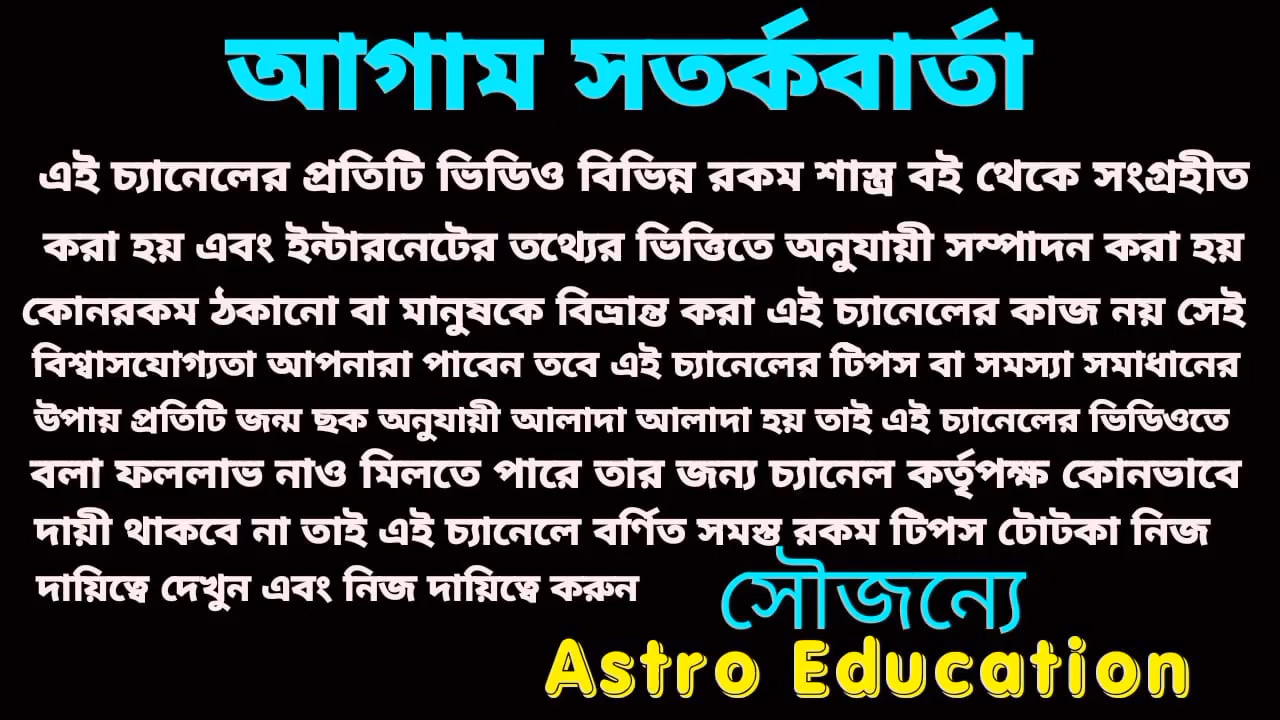 আগাম সতর্কবার্তা
এই চ্যানেলের প্রতিটি ভিডিও বিভিন্ন রকম শাস্ত্র বই থেকে সংগ্রহীত
করা হয় এবং ইন্টারনেটের তথ্যের ভিত্তিতে অনুযায়ী সম্পাদন করা হয়
কোনরকম ঠকানো বা মানুষকে বিভ্রান্ত করা এই চ্যানেলের কাজ নয় সেই
বিশ্বাসযোগ্যতা আপনারা পাবেন তবে এই চ্যানেলের টিপস বা সমস্যা সমাধানের
উপায় প্রতিটি জন্ম ছক অনুযায়ী আলাদা আলাদা হয় তাই এই চ্যানেলের ভিডিওতে
বলা ফললাভ নাও মিলতে পারে তার জন্য চ্যানেল কর্তৃপক্ষ কোনভাবে
দায়ী থাকবে না তাই এই চ্যানেলে বর্ণিত সমস্ত রকম টিপস টোটকা নিজ
দায়িত্বে দেখুন এবং নিজ দায়িত্বে করুন
সৌজন্যে
Astro Education